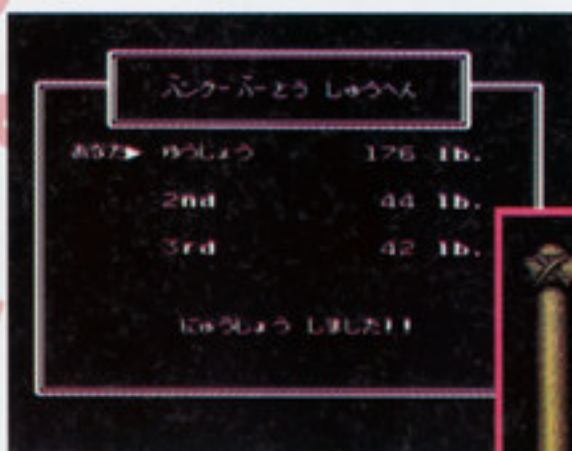 バンクーバーとう しゅうへん
あなた▶ ゆうしょう 176 lb.
2nd 44 lb.
3rd 42 lb.
にゅうしょう しました!!